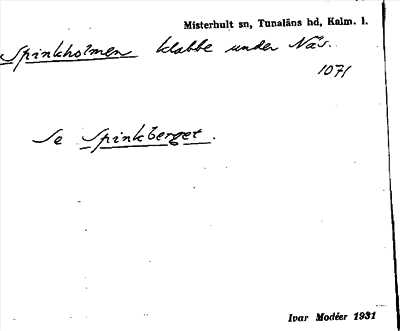 Misterhult sn, Tunaläns hd, Kalm. l.
Spinkholmen klabbe under Näs.
1071
Se Spinkberget.
Ivar Modéer 1931